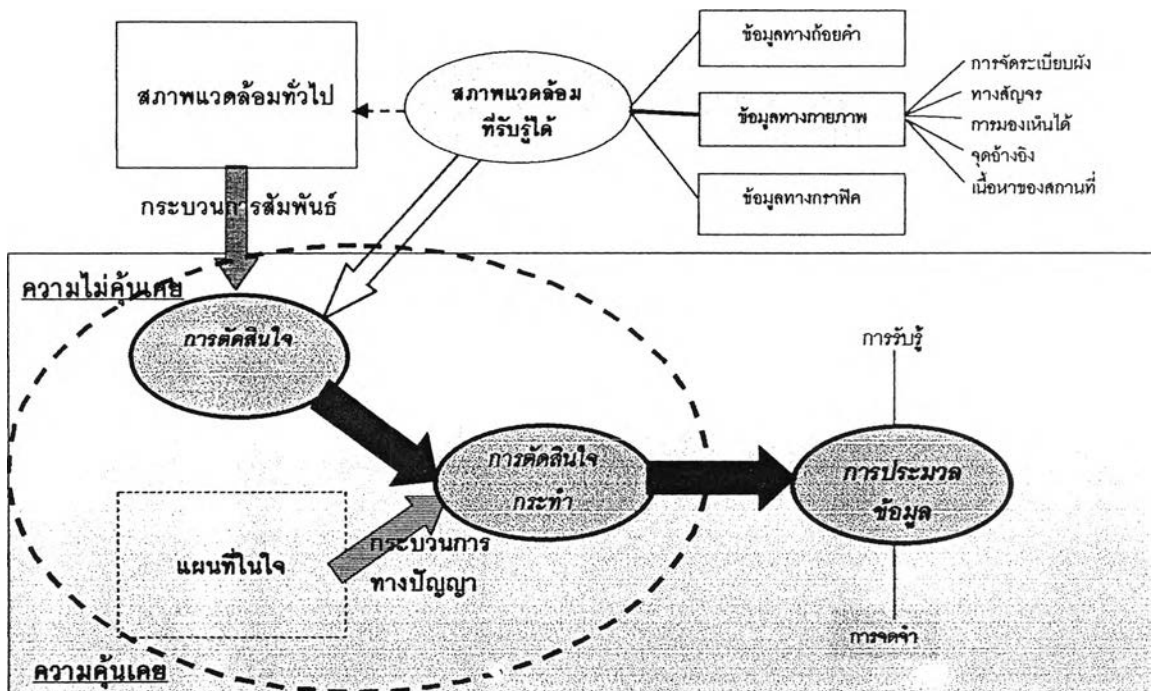 สภาพแวดล้อมทั่วไป
สภาพแวดล้อม
ที่รับรู้ได้
ข้อมูลทางถ้อยคำ
ข้อมูลทางกายภาพ
ข้อมูลทางกราฟิค
การจัดระเบียบผัง
ทางสัญจร
การมองเห็นได้
จุดอ้างอิง
เนื้อหาของสถานที่
กระบวนการสัมพันธ์
ความไม่คุ้นเคย
การตัดสินใจ
การตัดสินใจ
กระทำ
การรับรู้
การประมวล
ข้อมูล
การจดจำ
แผนที่ในใจ
กระบวนการ
ทางปัญญา
ความคุ้นเคย